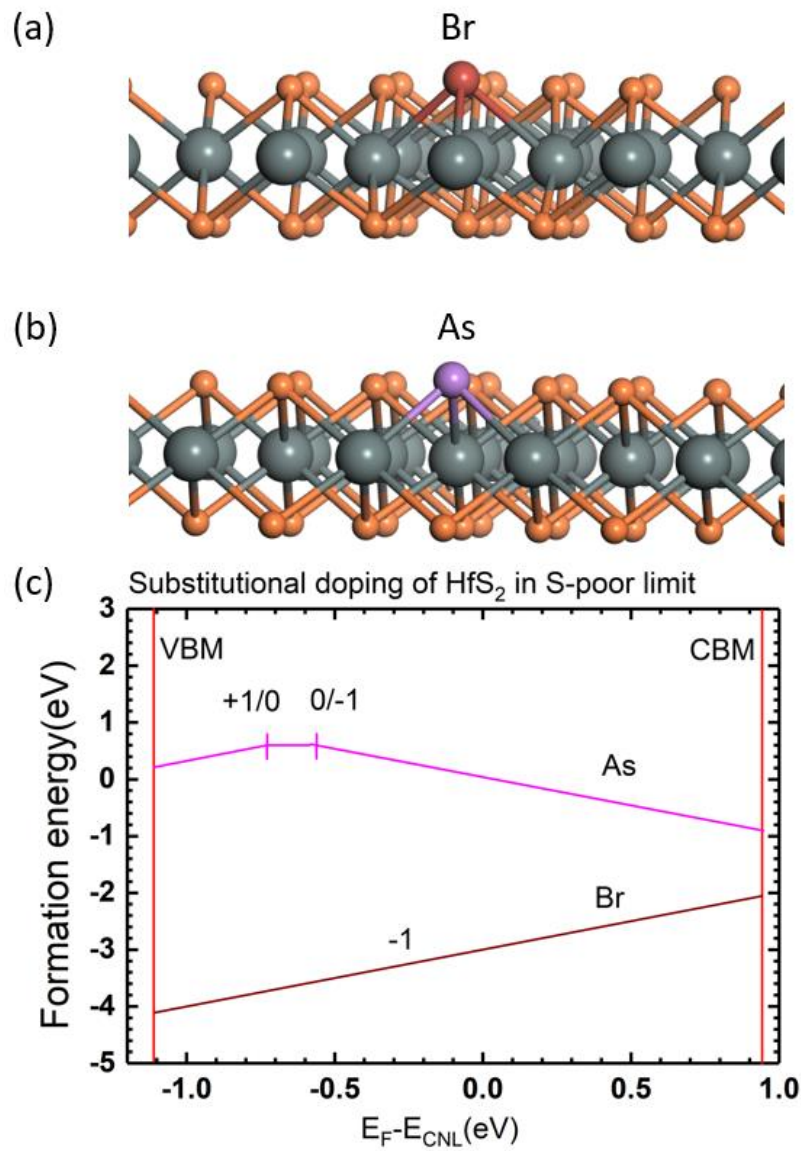 (a) Br
(b) As
(c) Substitutional doping of HfS₂ in S-poor limit
3
VBM CBM
2
+1/0 0/-1
1
As
0
-1
Br
-2
-1
-3
-4
-5
Formation energy(eV)
-1.0 -0.5 0.0 0.5 1.0
E_F-E_CNL(eV)